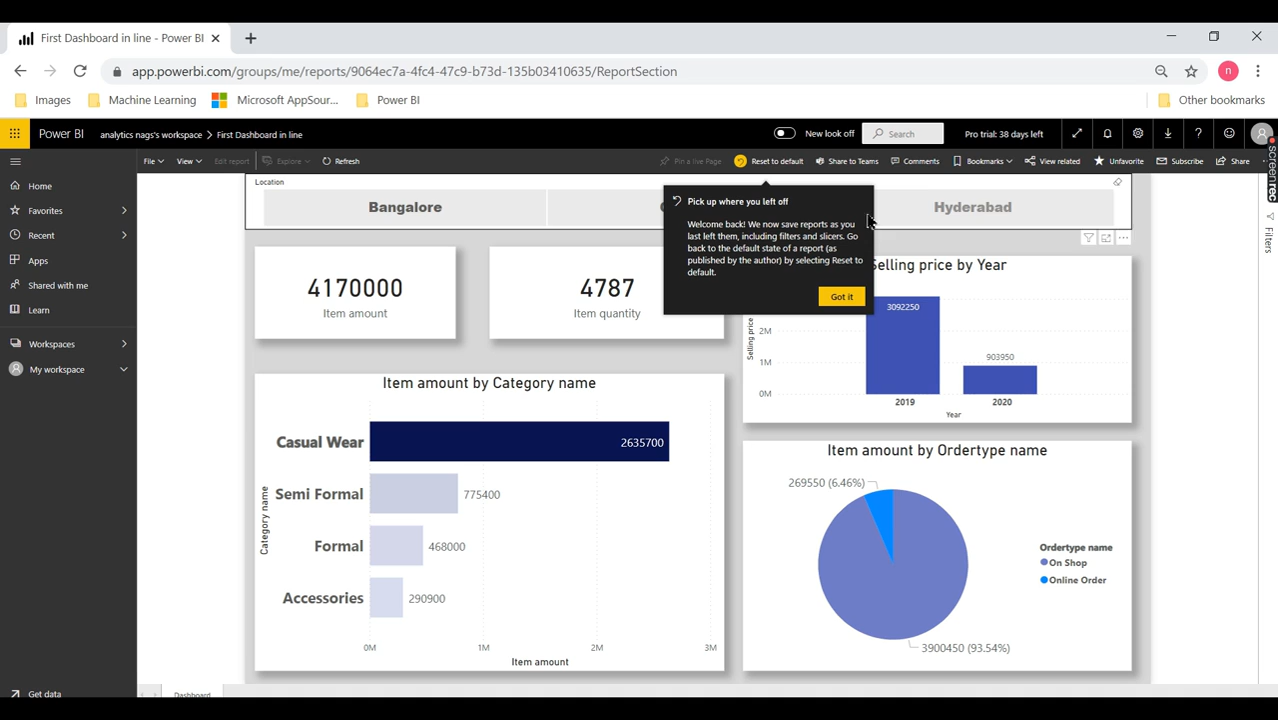 First Dashboard in line - Power BI
app.powerbi.com/groups/me/reports/9064ec7a-4fc4-47c9-b73d-135b03410635/ReportSection
n
Images Machine Learning Microsoft AppSour... Power BI Other bookmarks
Power BI analytics nags's workspace > First Dashboard in line New look off Search Pro trial: 38 days left
File View Edit report Explore Refresh Pin a live Page Reset to default Share to Teams Comments Bookmarks View related Unfavorite Subscribe Share
Home
Favorites
Recent
Apps
Shared with me
Learn
Workspaces
My workspace
Get data
screenrec
Filters
Location
Bangalore
Hyderabad
Pick up where you left off
Welcome back! We now save reports as you
last left them, including filters and slicers. Go
back to the default state of a report (as
published by the author) by selecting Reset to
default.
Got it
4170000
Item amount
4787
Item quantity
Selling price by Year
Selling price
2M
1M
0M
3092250
903950
2019 2020
Year
Item amount by Category name
Category name
Casual Wear 2635700
Semi Formal 775400
Formal 468000
Accessories 290900
0M 1M 2M 3M
Item amount
Item amount by Ordertype name
269550 (6.46%)
3900450 (93.54%)
Ordertype name
On Shop
Online Order
Dashboard